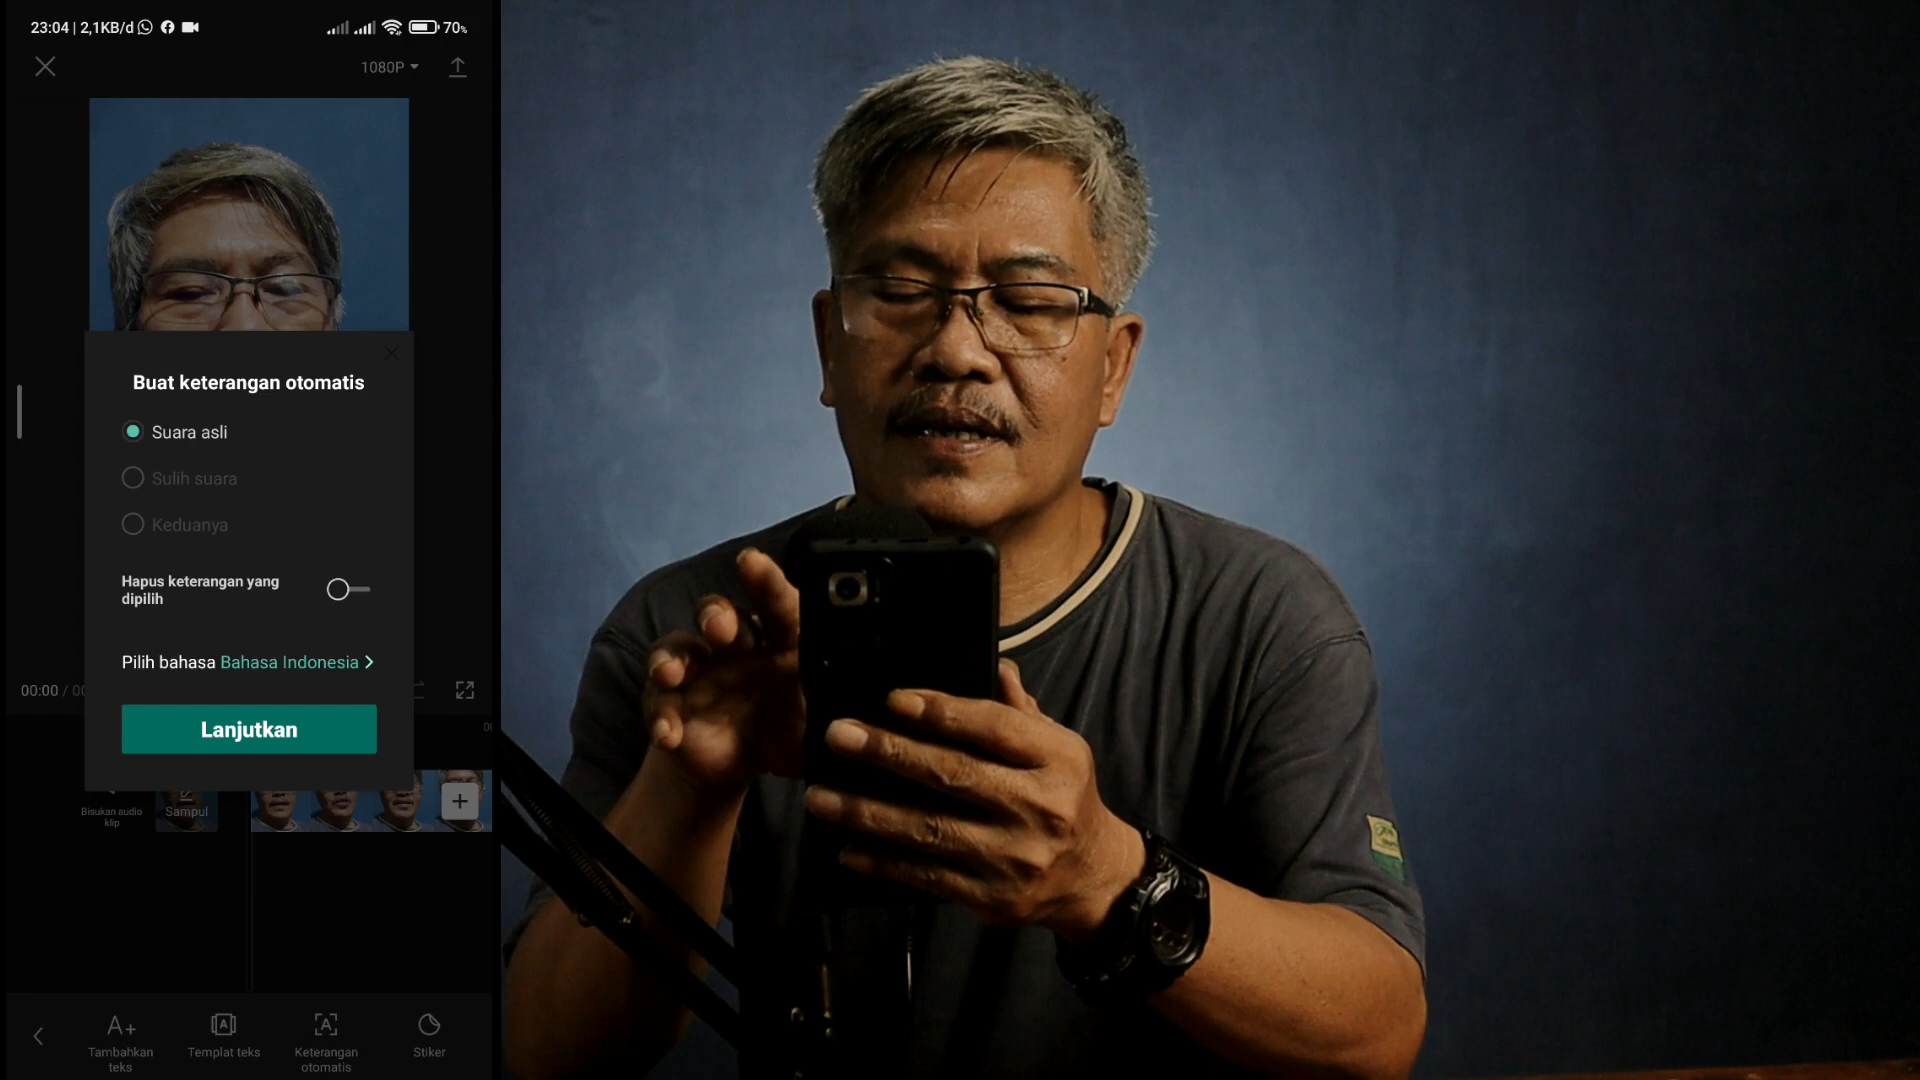 23:04 | 2,1KB/d
70%
1080P
Buat keterangan otomatis
Suara asli
Sulih suara
Keduanya
Hapus keterangan yang
dipilih
Pilih bahasa Bahasa Indonesia
00:00 /
Lanjutkan
Bisukan audio
klip
Sampul
Tambahkan
teks
Templat teks
Keterangan
otomatis
Stiker